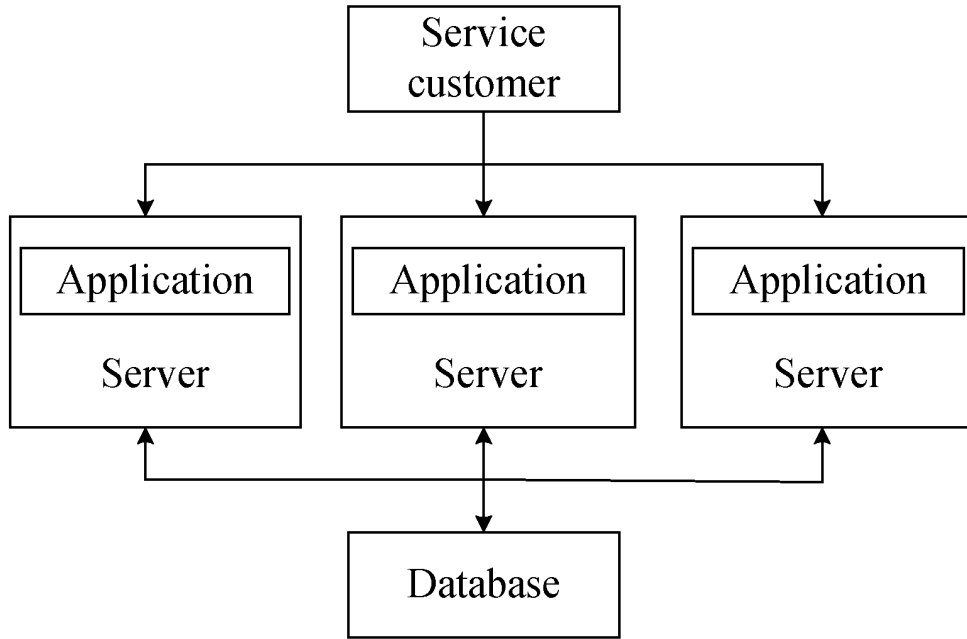 Service
customer
Application
Application
Application
Server
Server
Server
Database